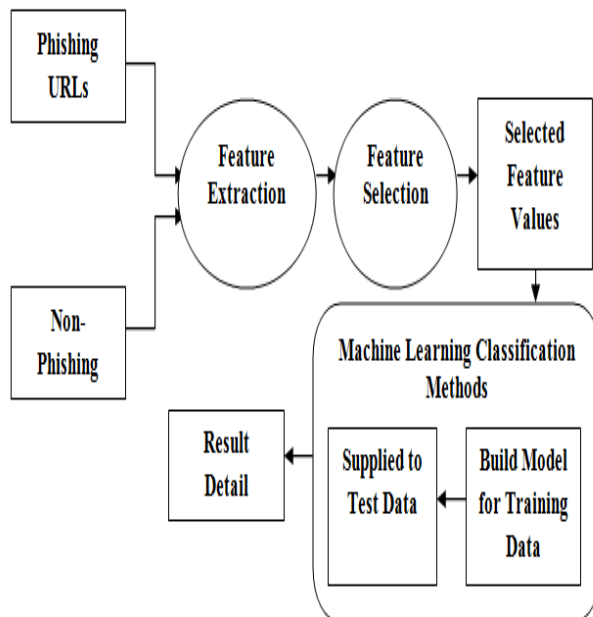 Phishing
URLs
Feature
Extraction
Feature
Selection
Selected
Feature
Values
Non-
Phishing
Machine Learning Classification
Methods
Result
Detail
Supplied to
Test Data
Build Model
for Training
Data